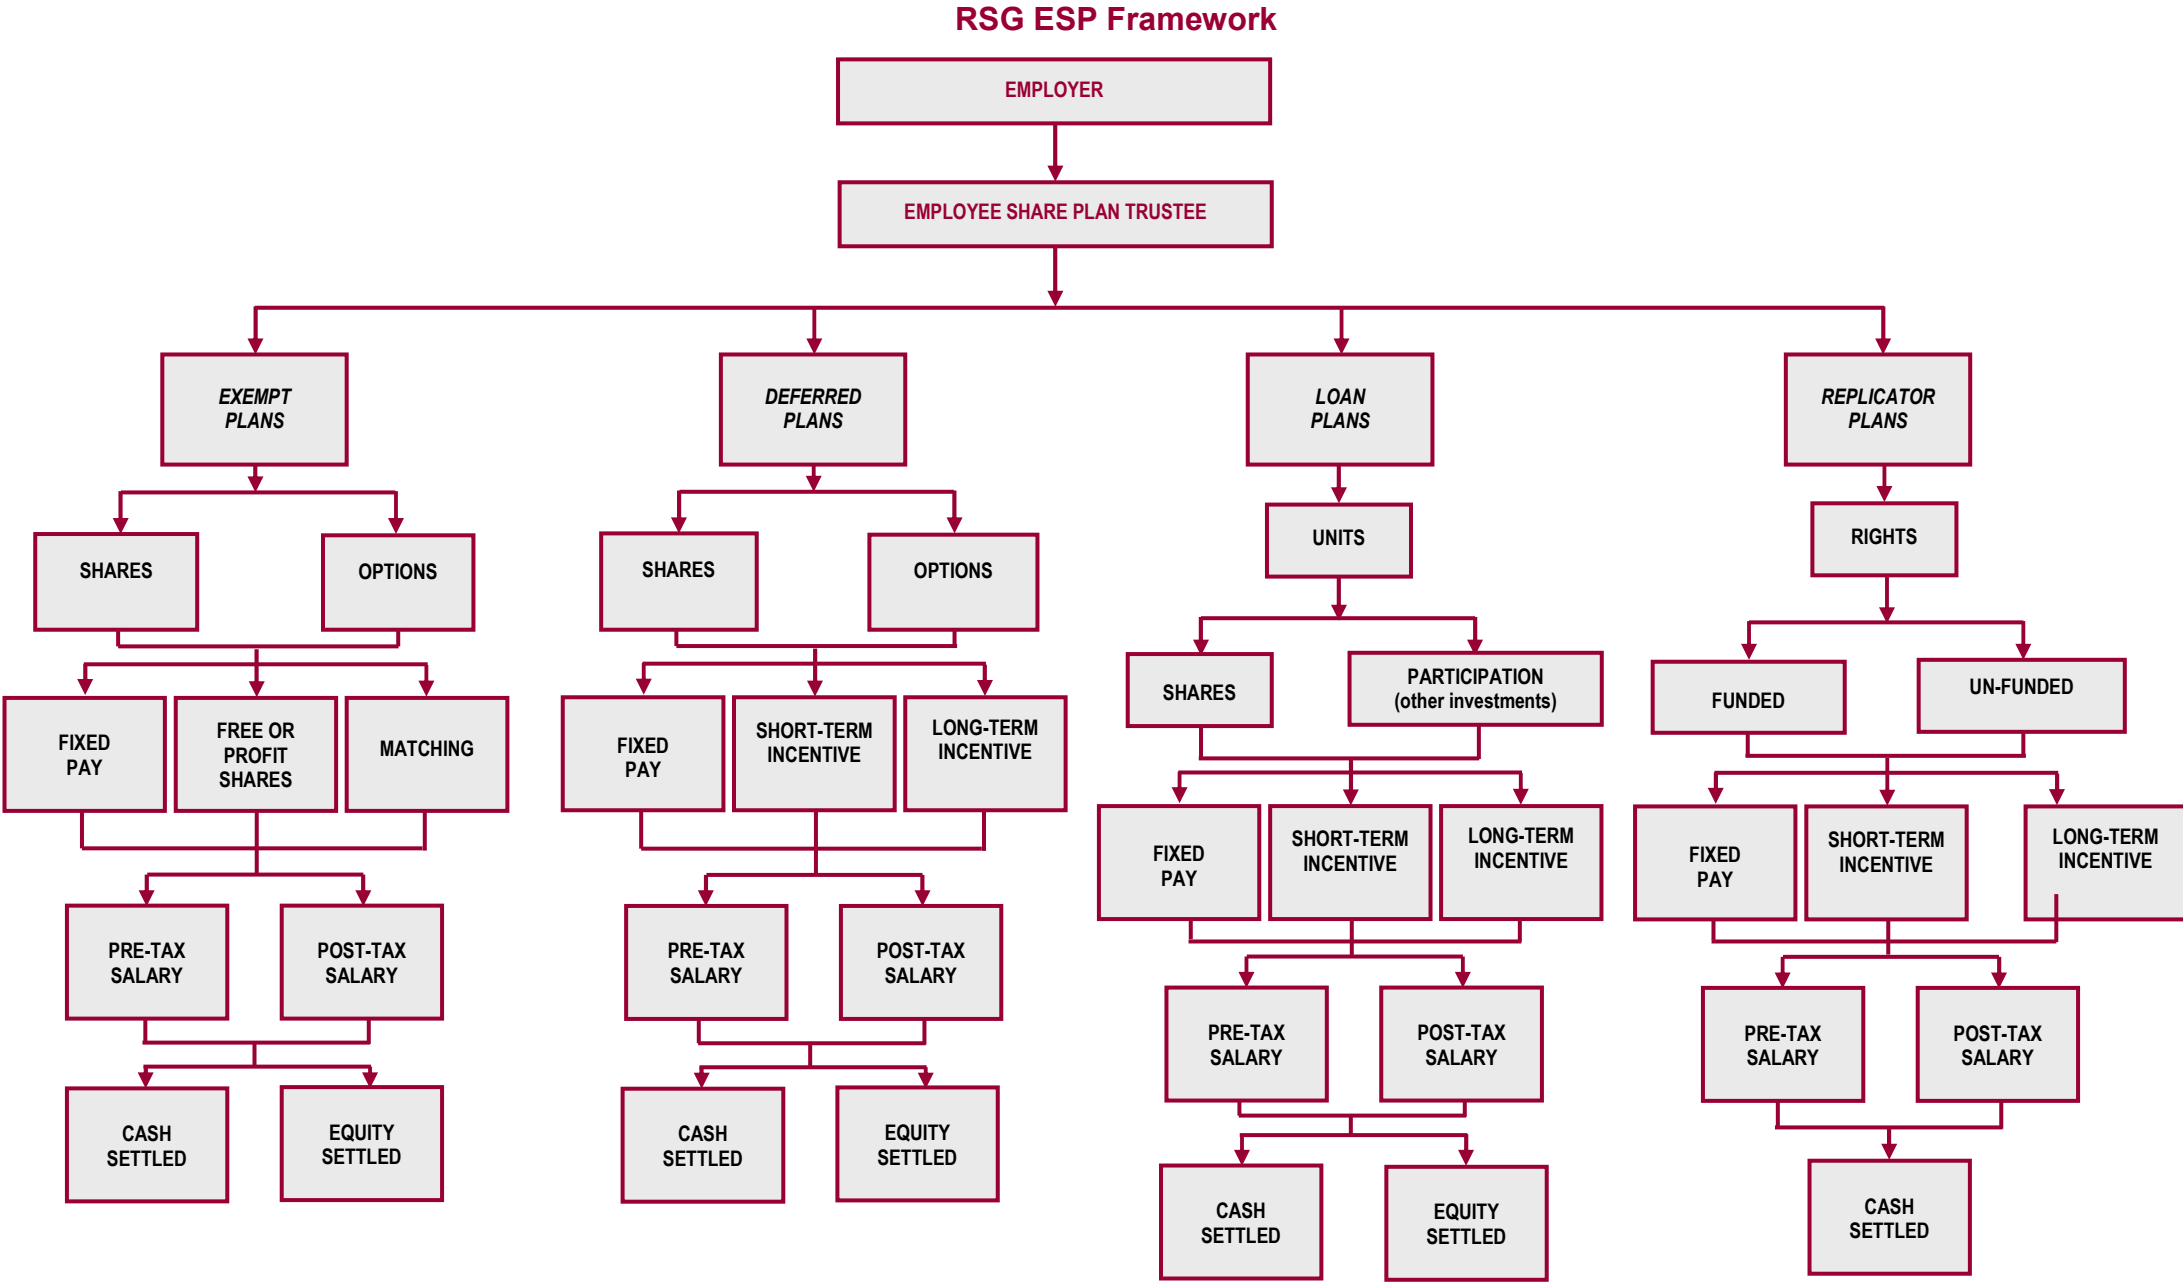 RSG ESP Framework
EMPLOYER
EMPLOYEE SHARE PLAN TRUSTEE
EXEMPT
PLANS
SHARES
OPTIONS
FIXED
PAY
FREE OR
PROFIT
SHARES
MATCHING
PRE-TAX
SALARY
POST-TAX
SALARY
CASH
SETTLED
EQUITY
SETTLED
DEFERRED
PLANS
SHARES
OPTIONS
FIXED
PAY
SHORT-TERM
INCENTIVE
LONG-TERM
INCENTIVE
PRE-TAX
SALARY
POST-TAX
SALARY
CASH
SETTLED
EQUITY
SETTLED
LOAN
PLANS
UNITS
SHARES
PARTICIPATION
(other investments)
FIXED
PAY
SHORT-TERM
INCENTIVE
LONG-TERM
INCENTIVE
PRE-TAX
SALARY
POST-TAX
SALARY
CASH
SETTLED
EQUITY
SETTLED
REPLICATOR
PLANS
RIGHTS
FUNDED
UN-FUNDED
FIXED
PAY
SHORT-TERM
INCENTIVE
LONG-TERM
INCENTIVE
PRE-TAX
SALARY
POST-TAX
SALARY
CASH
SETTLED